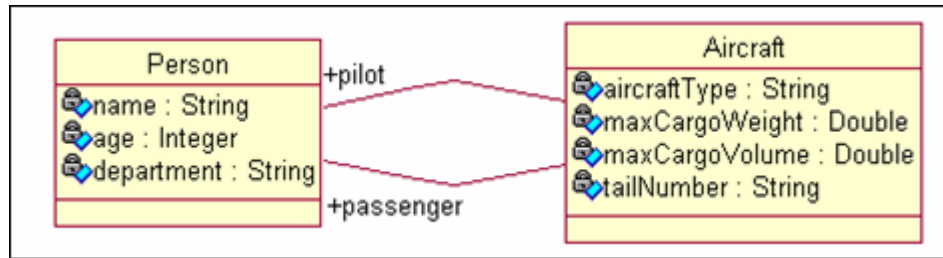 Person
name : String
age : Integer
department : String
+pilot
+passenger
Aircraft
aircraftType : String
maxCargoWeight : Double
maxCargoVolume : Double
tailNumber : String